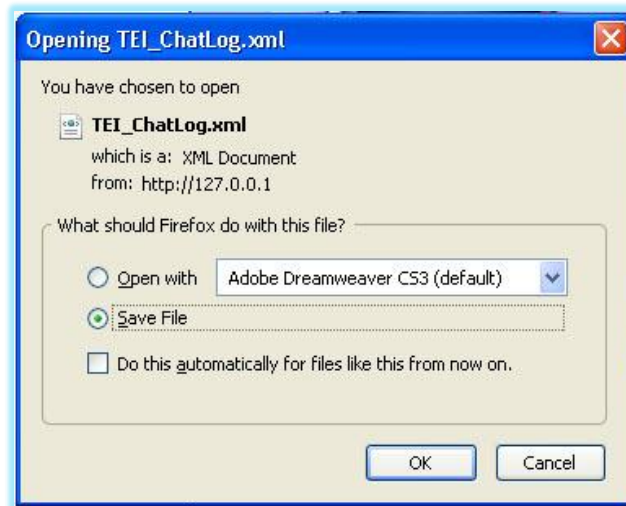 Opening TEI_ChatLog.xml
You have chosen to open
TEI_ChatLog.xml
which is a: XML Document
from: http://127.0.0.1
What should Firefox do with this file?
Open with Adobe Dreamweaver CS3 (default)
Save File
Do this automatically for files like this from now on.
OK Cancel